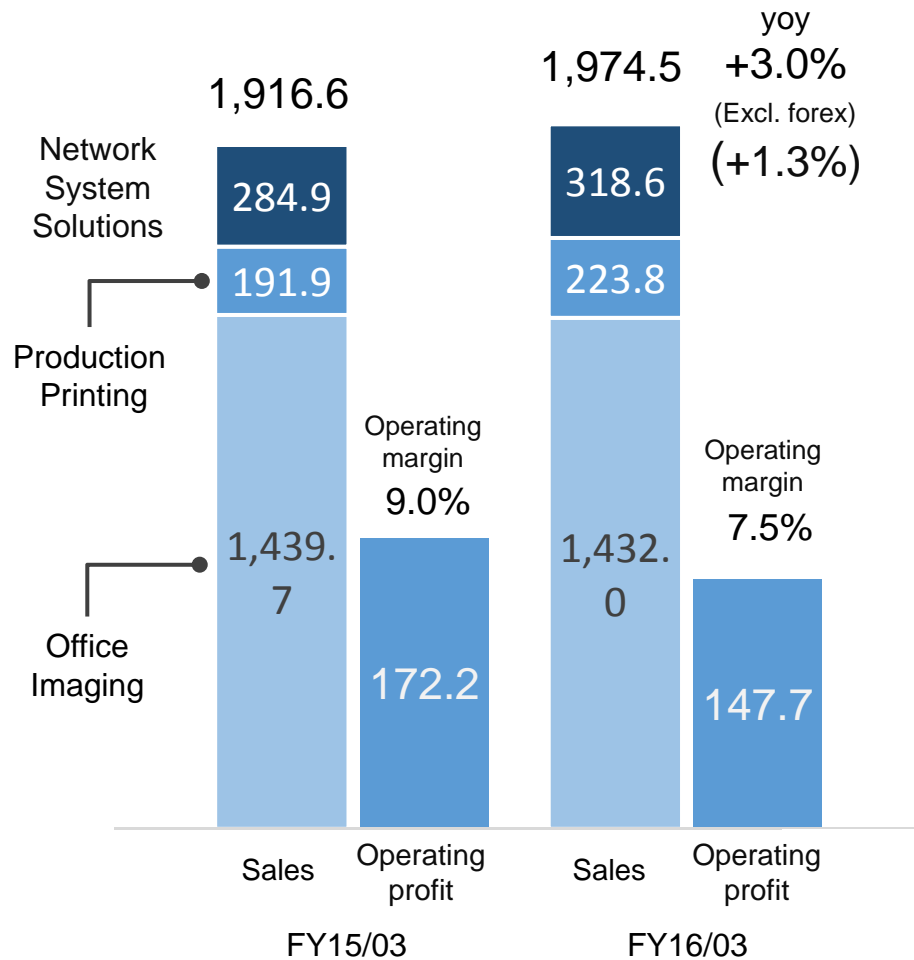 yoy
+3.0%
(Excl. forex)
(+1.3%)
1,916.6
1,974.5
Network
System
Solutions
284.9
318.6
191.9
223.8
Production
Printing
Operating
margin
9.0%
Operating
margin
7.5%
1,439.
7
1,432.
0
Office
Imaging
172.2
147.7
Sales
Operating
profit
Sales
Operating
profit
FY15/03
FY16/03